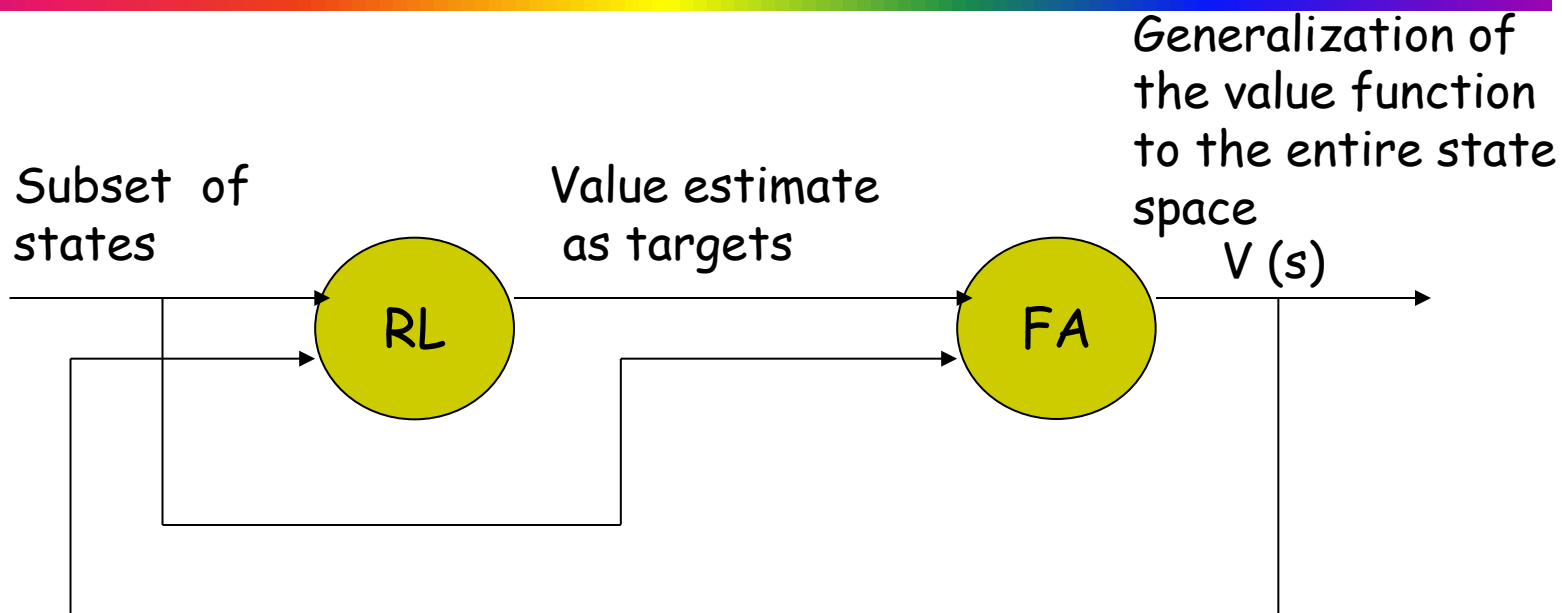 Subset of
states
RL
Value estimate
as targets
FA
Generalization of
the value function
to the entire state
space
V (s)